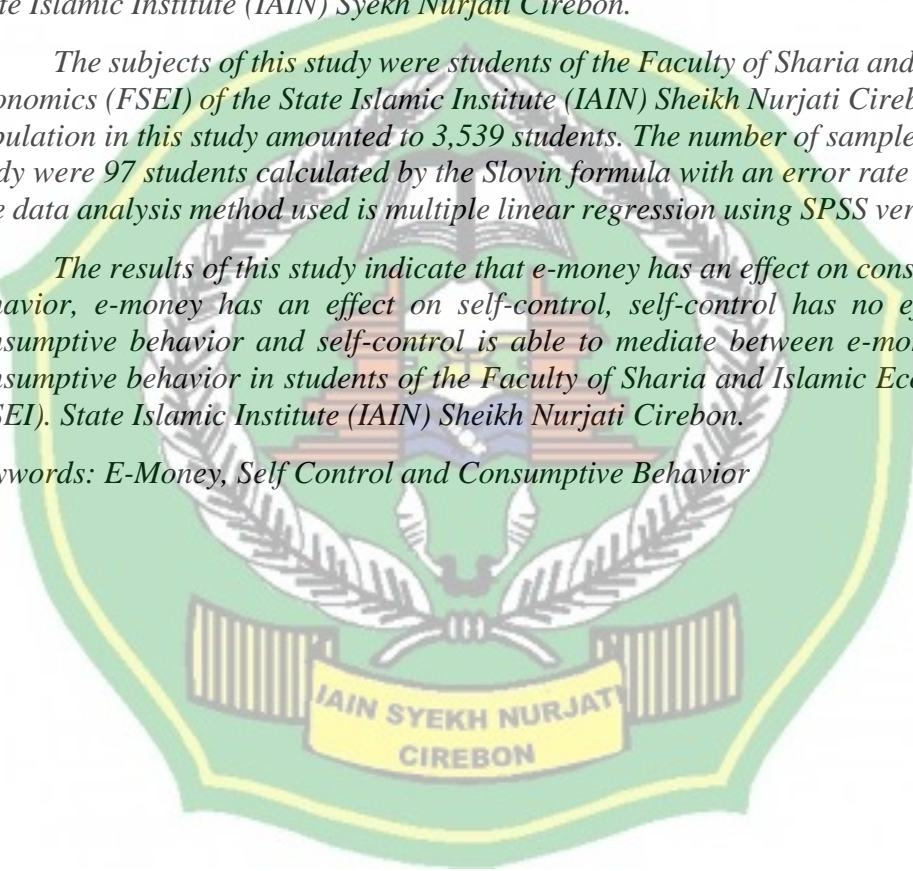 te Islamic Institute (IAIN) Syekh Nurjati Cirebon.
The subjects of this study were students of the Faculty of Sharia and
onomics (FSEI) of the State Islamic Institute (IAIN) Sheikh Nurjati Cireb
pulation in this study amounted to 3,539 students. The number of sample
dy were 97 students calculated by the Slovin formula with an error rate
e data analysis method used is multiple linear regression using SPSS ver
The results of this study indicate that e-money has an effect on cons
havior, e-money has an effect on self-control, self-control has no ef
nsumptive behavior and self-control is able to mediate between e-mon
nsumptive behavior in students of the Faculty of Sharia and Islamic Eco
SEI). State Islamic Institute (IAIN) Sheikh Nurjati Cirebon.
ywords: E-Money, Self Control and Consumptive Behavior
IAIN SYEKH NURJATI
CIREBON